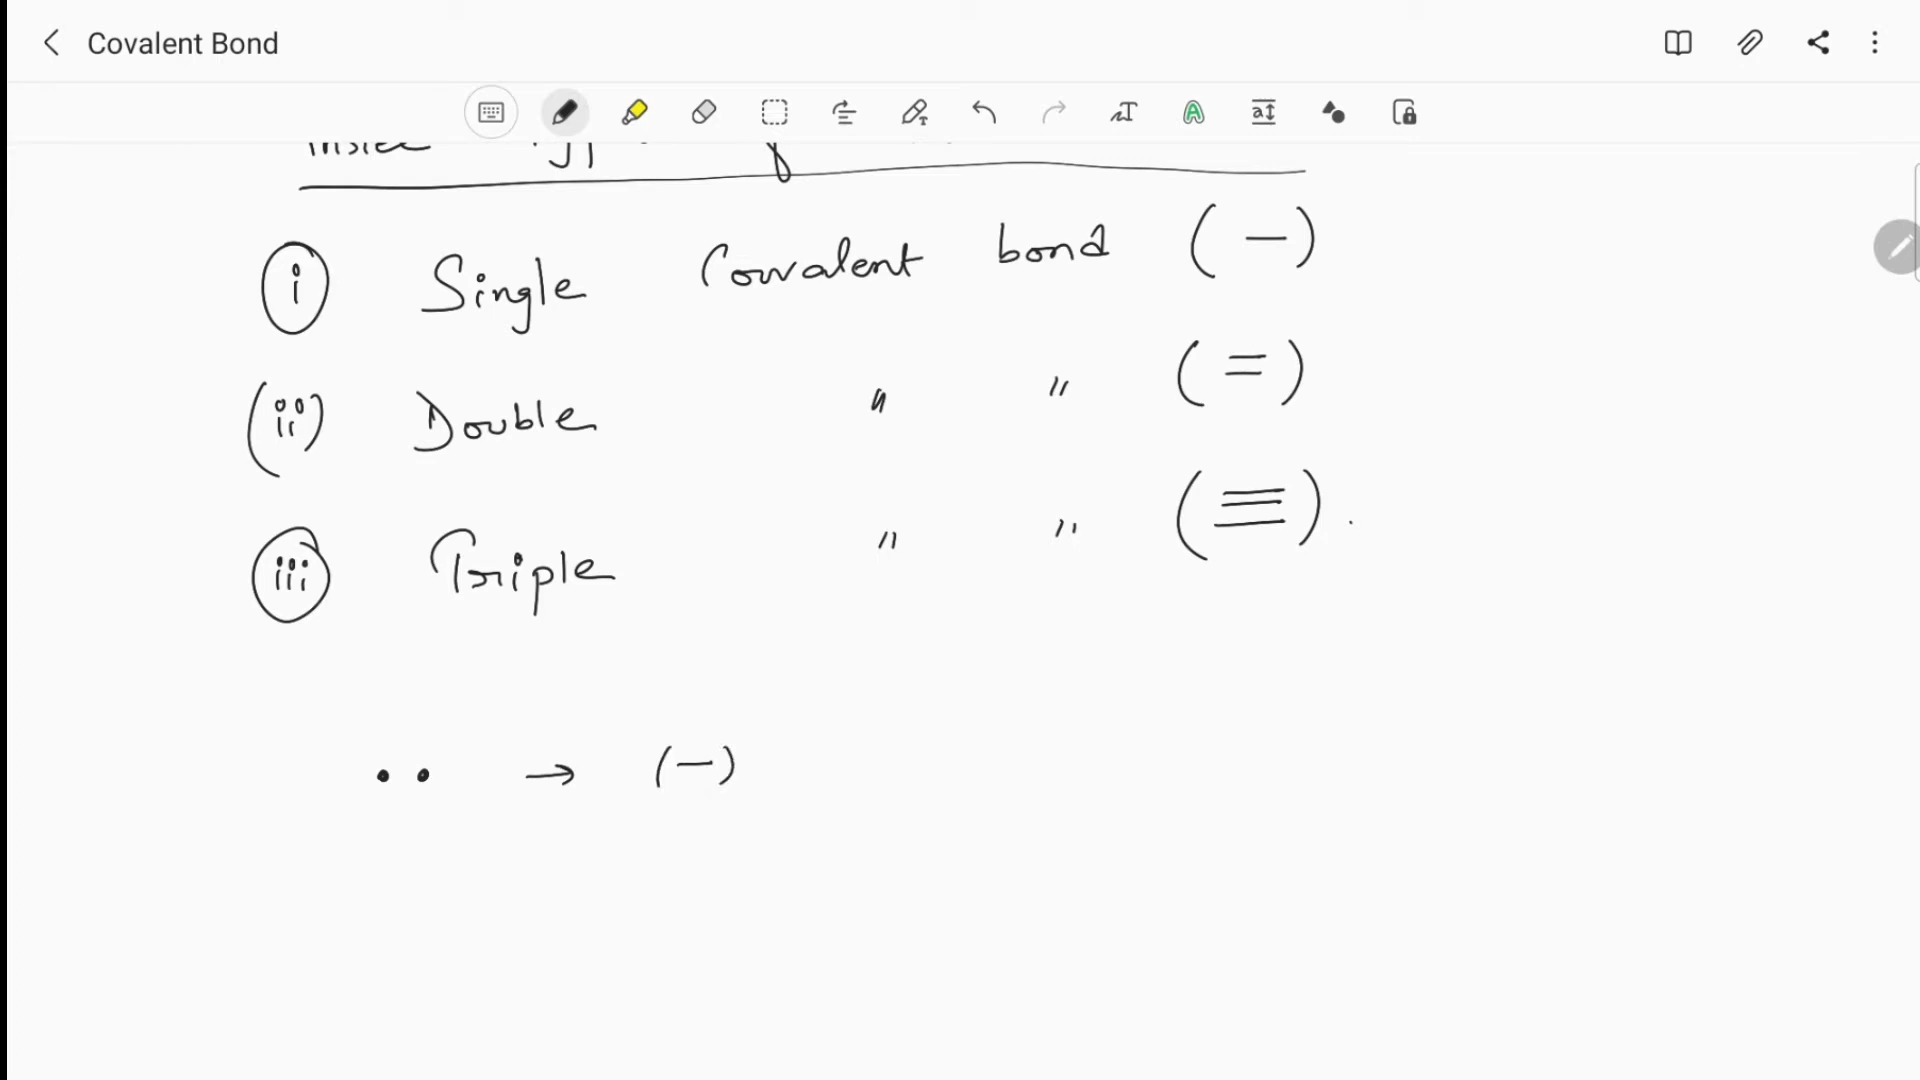 Covalent Bond
i Single Covalent bond (−)
(ii) Double " " (=)
iii Triple " " (≡).
•• → (−)